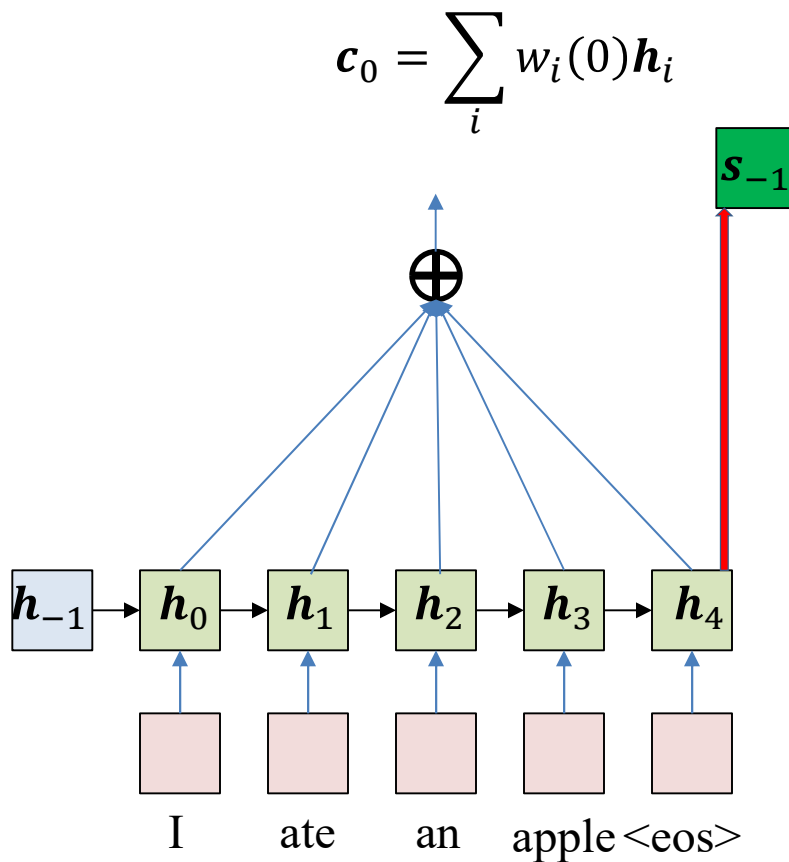 𝒄₀ = ∑ᵢ wᵢ(0)𝒉ᵢ
s₋₁
h₋₁ h₀ h₁ h₂ h₃ h₄
I ate an apple <eos>